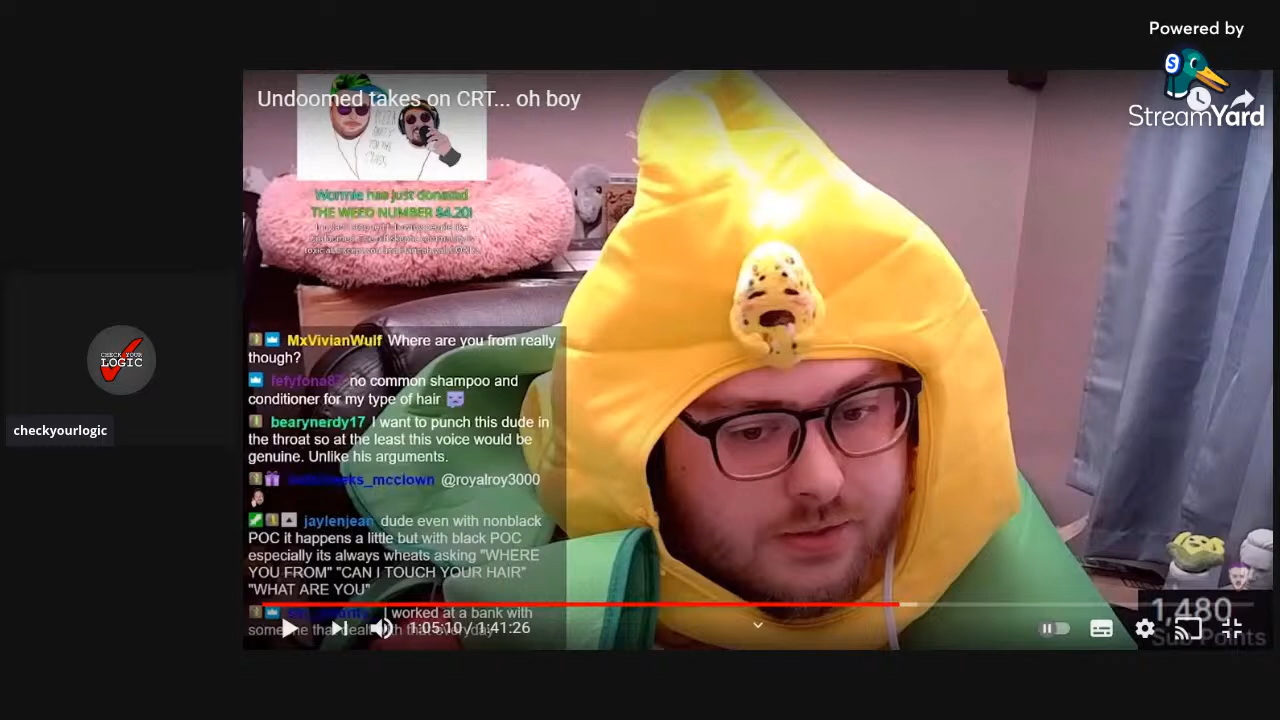 Powered by
StreamYard
Undoomed takes on CRT... oh boy
Wormie has just donated
THE WEED NUMBER $4.20!
CHECK YOUR
LOGIC
checkyourlogic
MxVivianWulf Where are you from really
though?
no common shampoo and
conditioner for my type of hair
bearynerdy17 I want to punch this dude in
the throat so at the least this voice would be
genuine. Unlike his arguments.
@royalroy3000
jaylenjean dude even with nonblack
POC it happens a little but with black POC
especially its always wheats asking "WHERE
YOU FROM" "CAN I TOUCH YOUR HAIR"
"WHAT ARE YOU"
I worked at a bank with
1:05:10 / 1:41:26
1,480
Sub Points